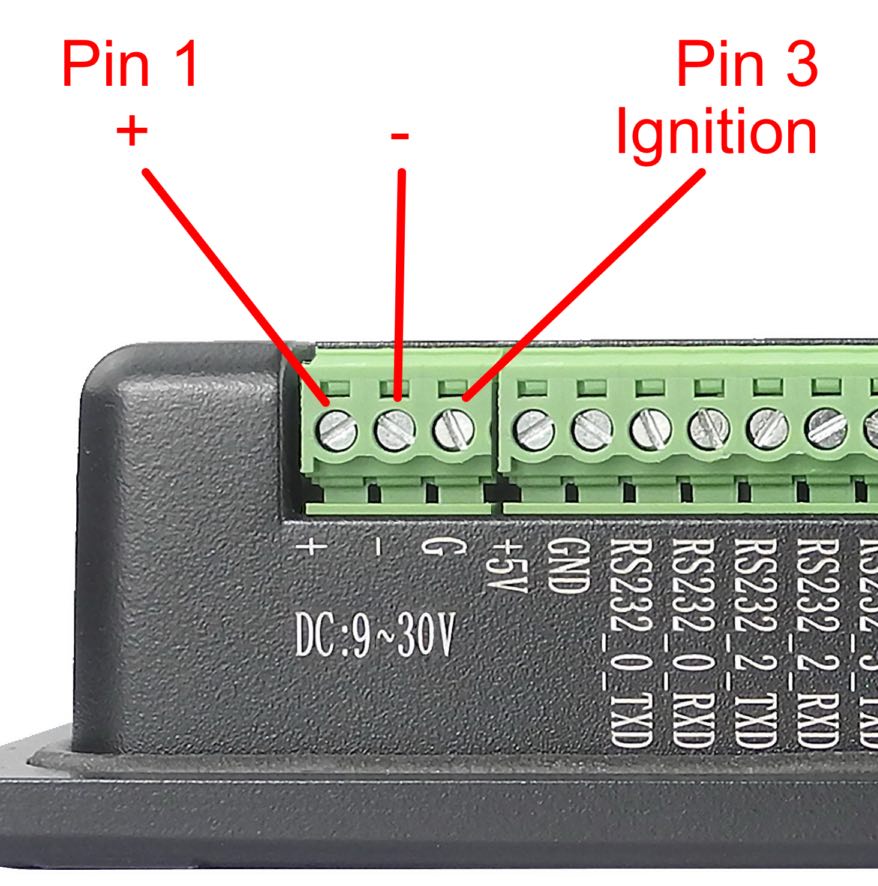 Pin 1
+
-
Pin 3
Ignition
+
-
G
+5V
GND
RS232_0_TXD
RS232_0_RXD
RS232_2_TXD
RS232_2_RXD
DC:9~30V